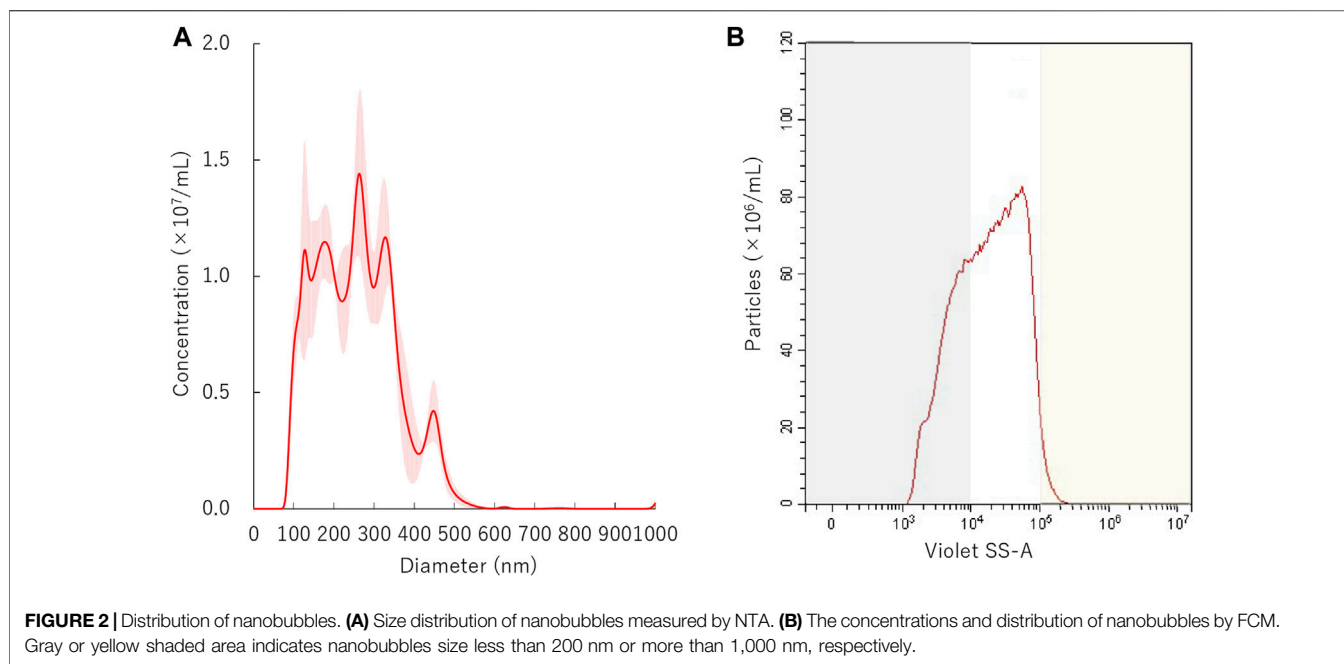 A
B
2.0
1.5
1.0
0.5
0.0
Concentration (×10⁷/mL)
0 100 200 300 400 500 600 700 800 900 1000
Diameter (nm)
120
100
80
60
40
20
0
Particles (×10⁶/mL)
0 10³ 10⁴ 10⁵ 10⁶ 10⁷
Violet SS-A
FIGURE 2 | Distribution of nanobubbles. (A) Size distribution of nanobubbles measured by NTA. (B) The concentrations and distribution of nanobubbles by FCM.
Gray or yellow shaded area indicates nanobubbles size less than 200 nm or more than 1,000 nm, respectively.